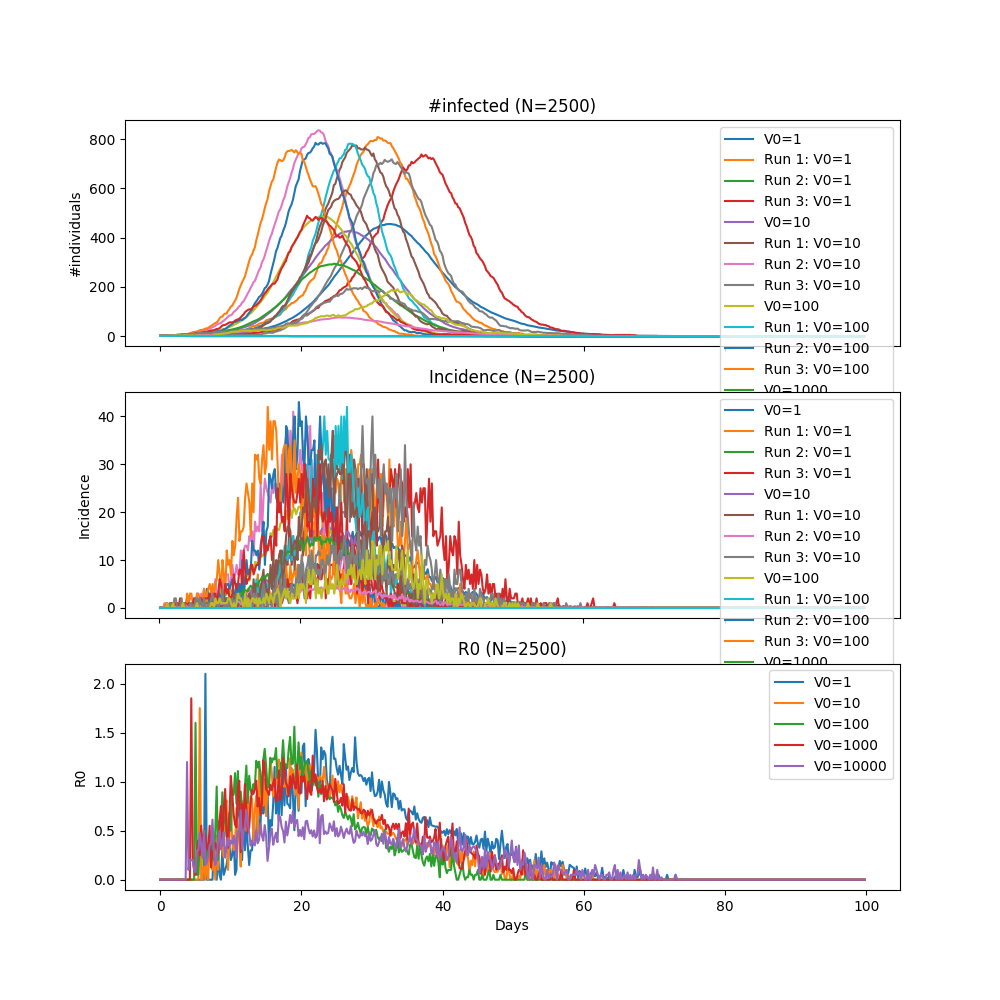 #infected (N=2500)
#individuals
800
600
400
200
0
V0=1
Run 1: V0=1
Run 2: V0=1
Run 3: V0=1
V0=10
Run 1: V0=10
Run 2: V0=10
Run 3: V0=10
V0=100
Run 1: V0=100
Run 2: V0=100
Run 3: V0=100
V0=1000
Incidence (N=2500)
Incidence
40
30
20
10
0
V0=1
Run 1: V0=1
Run 2: V0=1
Run 3: V0=1
V0=10
Run 1: V0=10
Run 2: V0=10
Run 3: V0=10
V0=100
Run 1: V0=100
Run 2: V0=100
Run 3: V0=100
V0=1000
R0 (N=2500)
R0
2.0
1.5
1.0
0.5
0.0
V0=1
V0=10
V0=100
V0=1000
V0=10000
0 20 40 60 80 100
Days